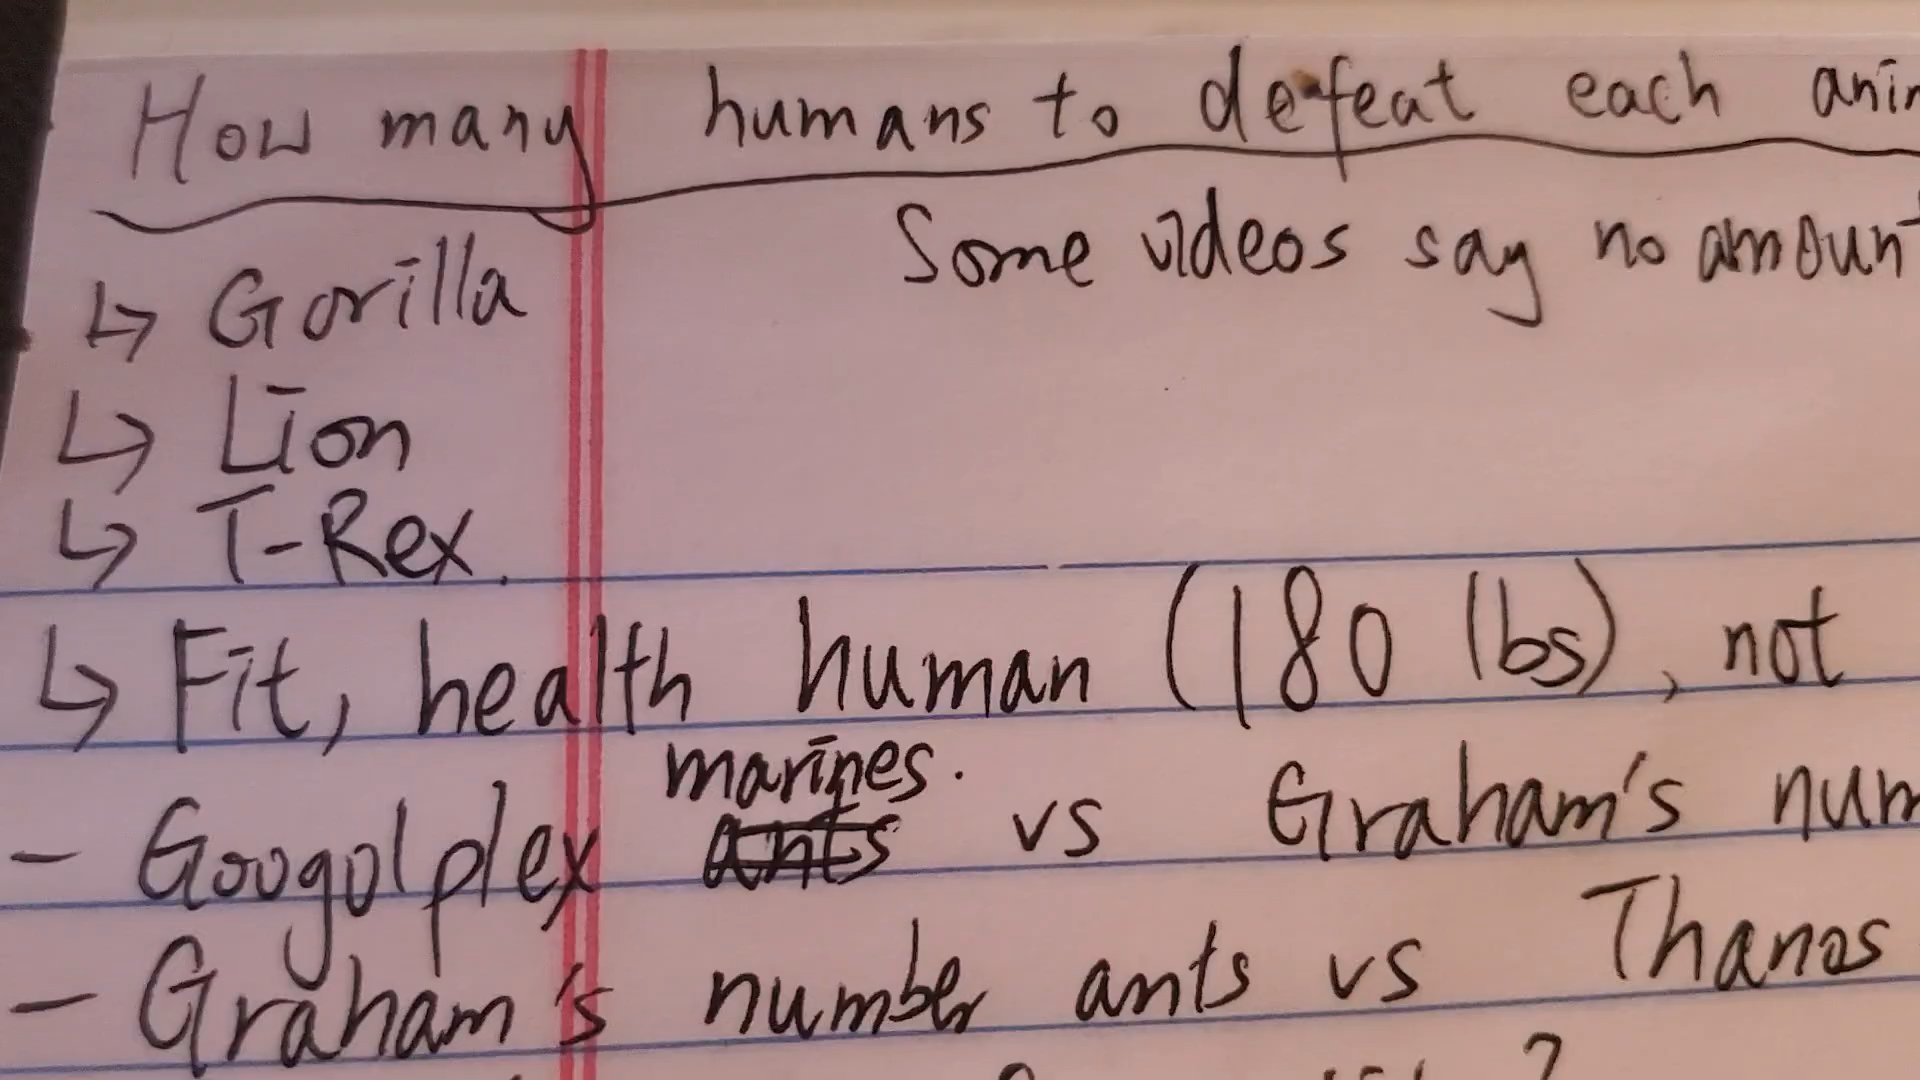 How many humans to defeat each
Some videos say no amount
↳ Gorilla
↳ Lion
↳ T-Rex.
↳ Fit, health human (180 lbs), not
marines.
- Googolplex ants vs Graham's
- Graham's number ants vs Thanos
?